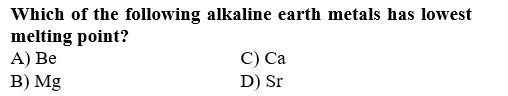 Which of the following alkaline earth metals has lowest
melting point?
A) Be C) Ca
B) Mg D) Sr